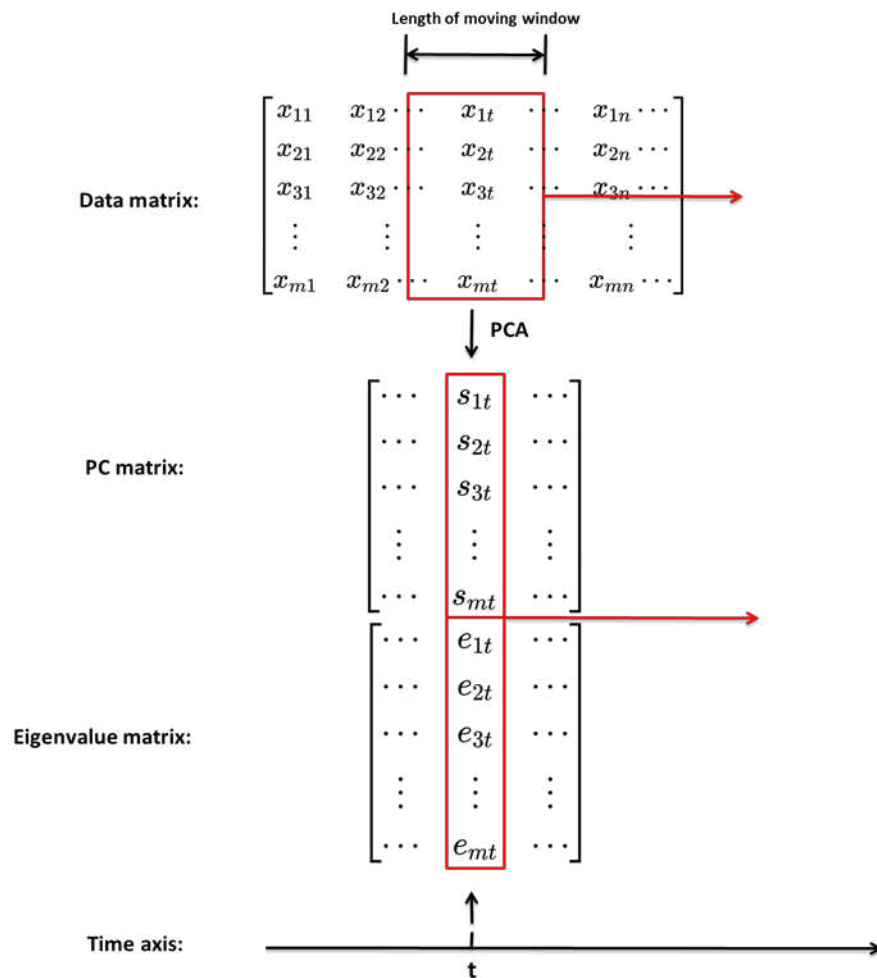 Length of moving window
x11 x12 ··· x1t ··· x1n ···
x21 x22 ··· x2t ··· x2n ···
Data matrix: x31 x32 ··· x3t ··· x3n ···
⋮ ⋮ ⋮ ⋮ ⋮
xm1 xm2 ··· xmt ··· xmn ···
PCA
··· s1t ···
··· s2t ···
PC matrix: ··· s3t ···
⋮ ⋮ ⋮
··· smt ···
··· e1t ···
··· e2t ···
Eigenvalue matrix: ··· e3t ···
⋮ ⋮ ⋮
··· emt ···
Time axis:
t